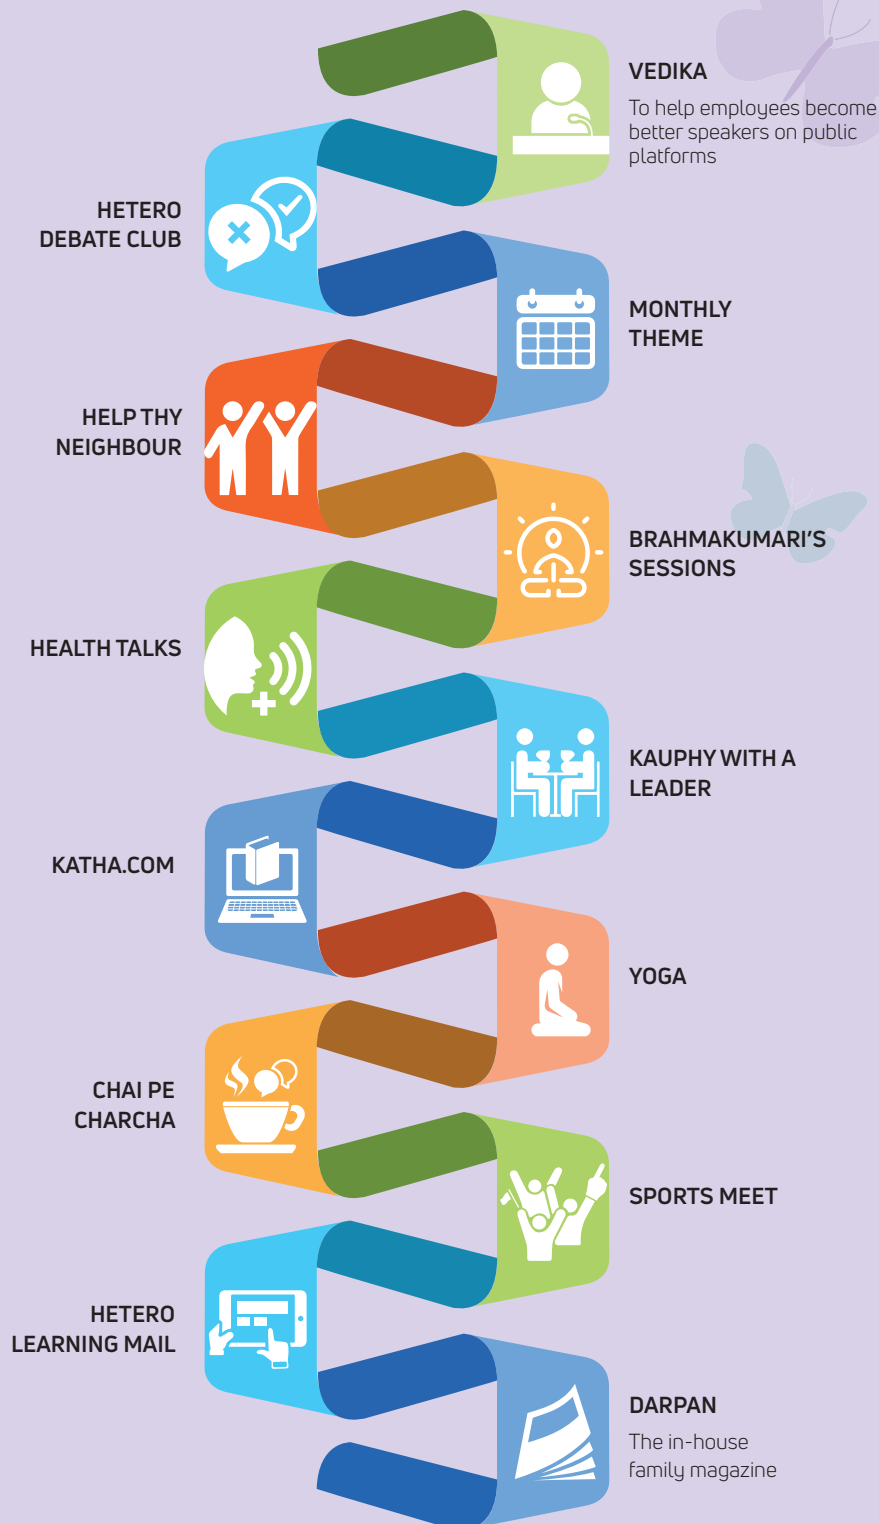 VEDIKA
To help employees become
better speakers on public
platforms
HETERO
DEBATE CLUB
MONTHLY
THEME
HELP THY
NEIGHBOUR
BRAHMAKUMARI’S
SESSIONS
HEALTH TALKS
KAUPHY WITH A
LEADER
KATHA.COM
YOGA
CHAI PE
CHARCHA
SPORTS MEET
HETERO
LEARNING MAIL
DARPAN
The in-house
family magazine